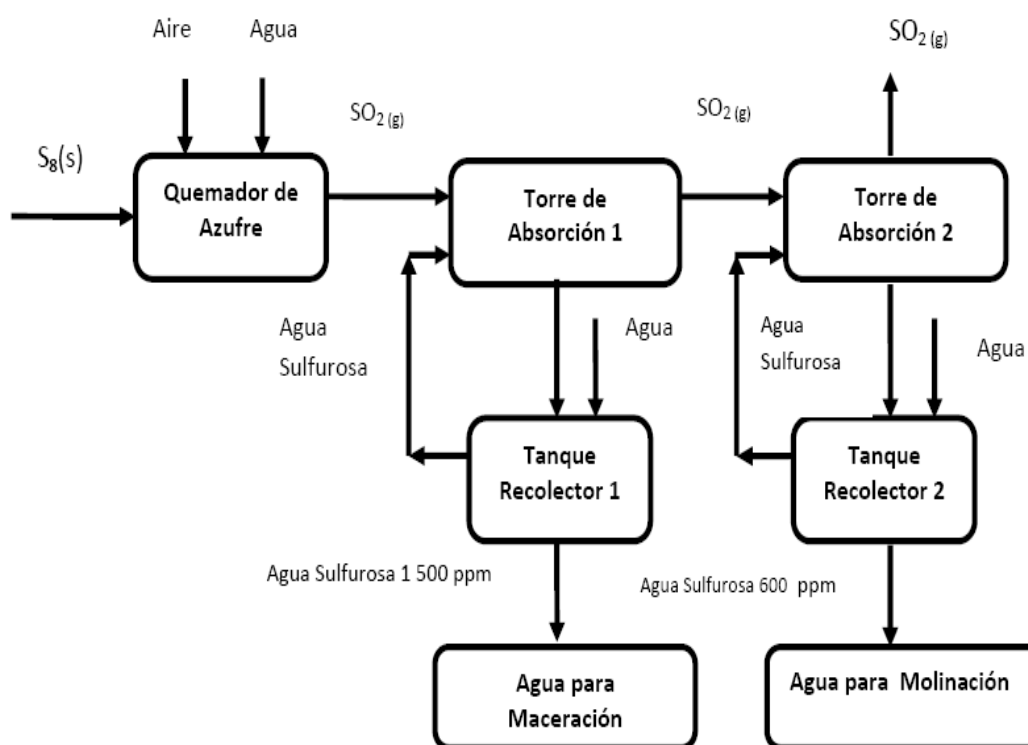 Aire
Agua
SO2 (g)
SO2 (g)
SO2 (g)
S8(s)
Quemador de
Azufre
Torre de
Absorción 1
Torre de
Absorción 2
Agua
Sulfurosa
Agua
Agua
Sulfurosa
Agua
Tanque
Recolector 1
Tanque
Recolector 2
Agua Sulfurosa 1 500 ppm
Agua Sulfurosa 600 ppm
Agua para
Maceración
Agua para Molinación